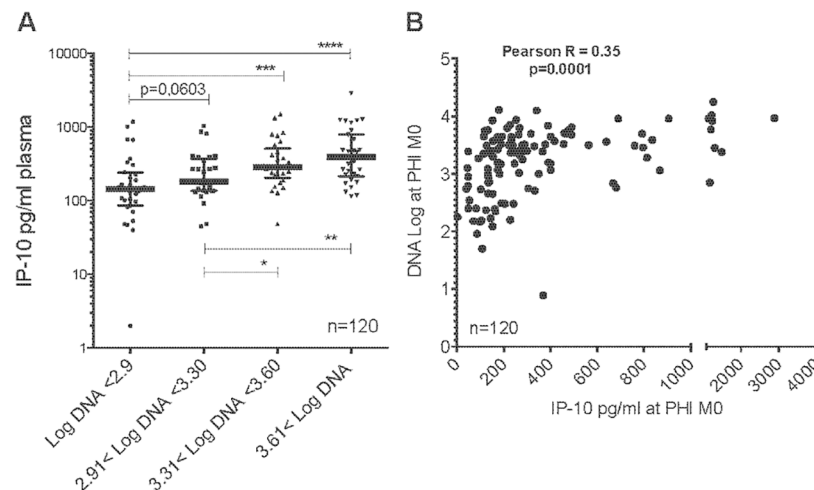 A
B
****
***
p=0,0603
**
*
10000
1000
100
10
1
IP-10 pg/ml plasma
n=120
Log DNA <2.9
2.91< Log DNA <3.30
3.31< Log DNA <3.60
3.61< Log DNA
Pearson R = 0.35
p=0.0001
5
4
3
2
1
0
DNA Log at PHI M0
n=120
0
200
400
600
800
1000
2000
3000
4000
IP-10 pg/ml at PHI M0